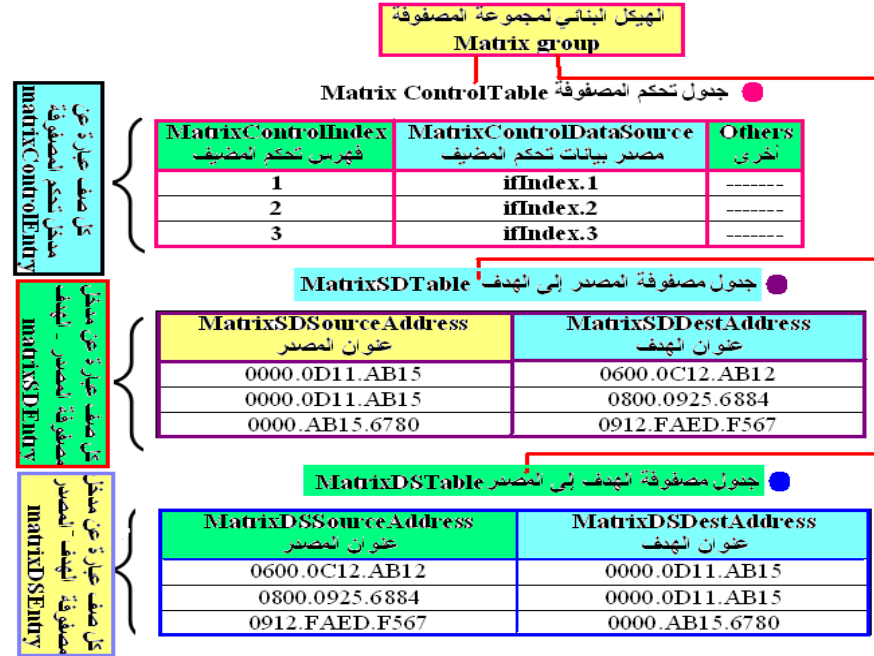 الهيكل البنائي لمجموعة المصفوفة
Matrix group
جدول تحكم المصفوفة Matrix ControlTable
كل صف عبارة عن
مدخل تحكم المصفوفة
matrixControlEntry
MatrixControlIndex MatrixControlDataSource Others
فهرس تحكم المضيف مصدر بيانات تحكم المضيف أخرى
1 ifIndex.1 -------
2 ifIndex.2 -------
3 ifIndex.3 -------
جدول مصفوفة المصدر إلى الهدف MatrixSDTable
كل صف عبارة عن مدخل
مصفوفة المصدر - الهدف
matrixSDEntry
MatrixSDSourceAddress MatrixSDDestAddress
عنوان المصدر عنوان الهدف
0000.0D11.AB15 0600.0C12.AB12
0000.0D11.AB15 0800.0925.6884
0000.AB15.6780 0912.FAED.F567
جدول مصفوفة الهدف إلى المصدر MatrixDSTable
كل صف عبارة عن مدخل
مصفوفة الهدف - المصدر
matrixDSEntry
MatrixDSSourceAddress MatrixDSDestAddress
عنوان المصدر عنوان الهدف
0600.0C12.AB12 0000.0D11.AB15
0800.0925.6884 0000.0D11.AB15
0912.FAED.F567 0000.AB15.6780